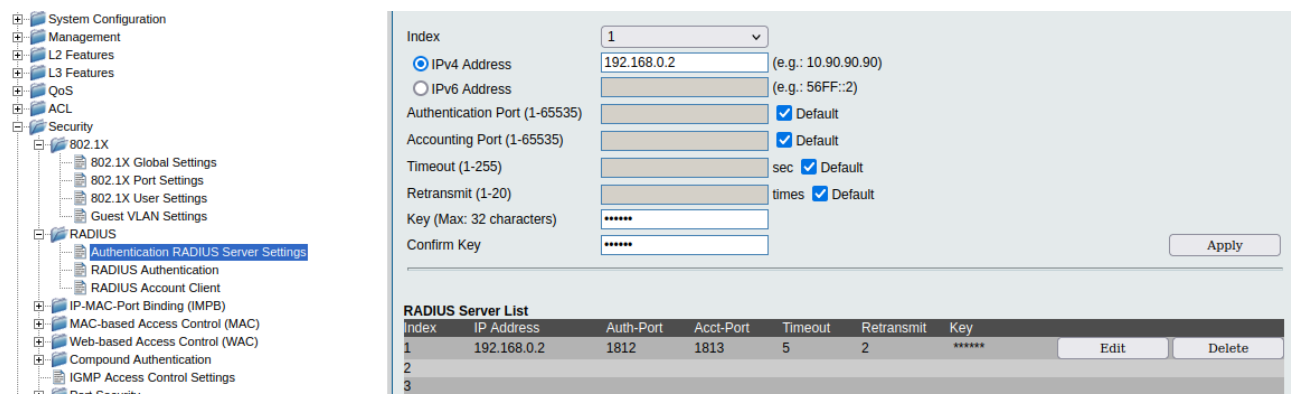 System Configuration
Management
L2 Features
L3 Features
QoS
ACL
Security
802.1X
802.1X Global Settings
802.1X Port Settings
802.1X User Settings
Guest VLAN Settings
RADIUS
Authentication RADIUS Server Settings
RADIUS Authentication
RADIUS Account Client
IP-MAC-Port Binding (IMPB)
MAC-based Access Control (MAC)
Web-based Access Control (WAC)
Compound Authentication
IGMP Access Control Settings
Port Security
Index 1
IPv4 Address 192.168.0.2 (e.g.: 10.90.90.90)
IPv6 Address (e.g.: 56FF::2)
Authentication Port (1-65535) Default
Accounting Port (1-65535) Default
Timeout (1-255) sec Default
Retransmit (1-20) times Default
Key (Max: 32 characters) ••••••
Confirm Key •••••• Apply
RADIUS Server List
Index IP Address Auth-Port Acct-Port Timeout Retransmit Key
1 192.168.0.2 1812 1813 5 2 ****** Edit Delete
2
3